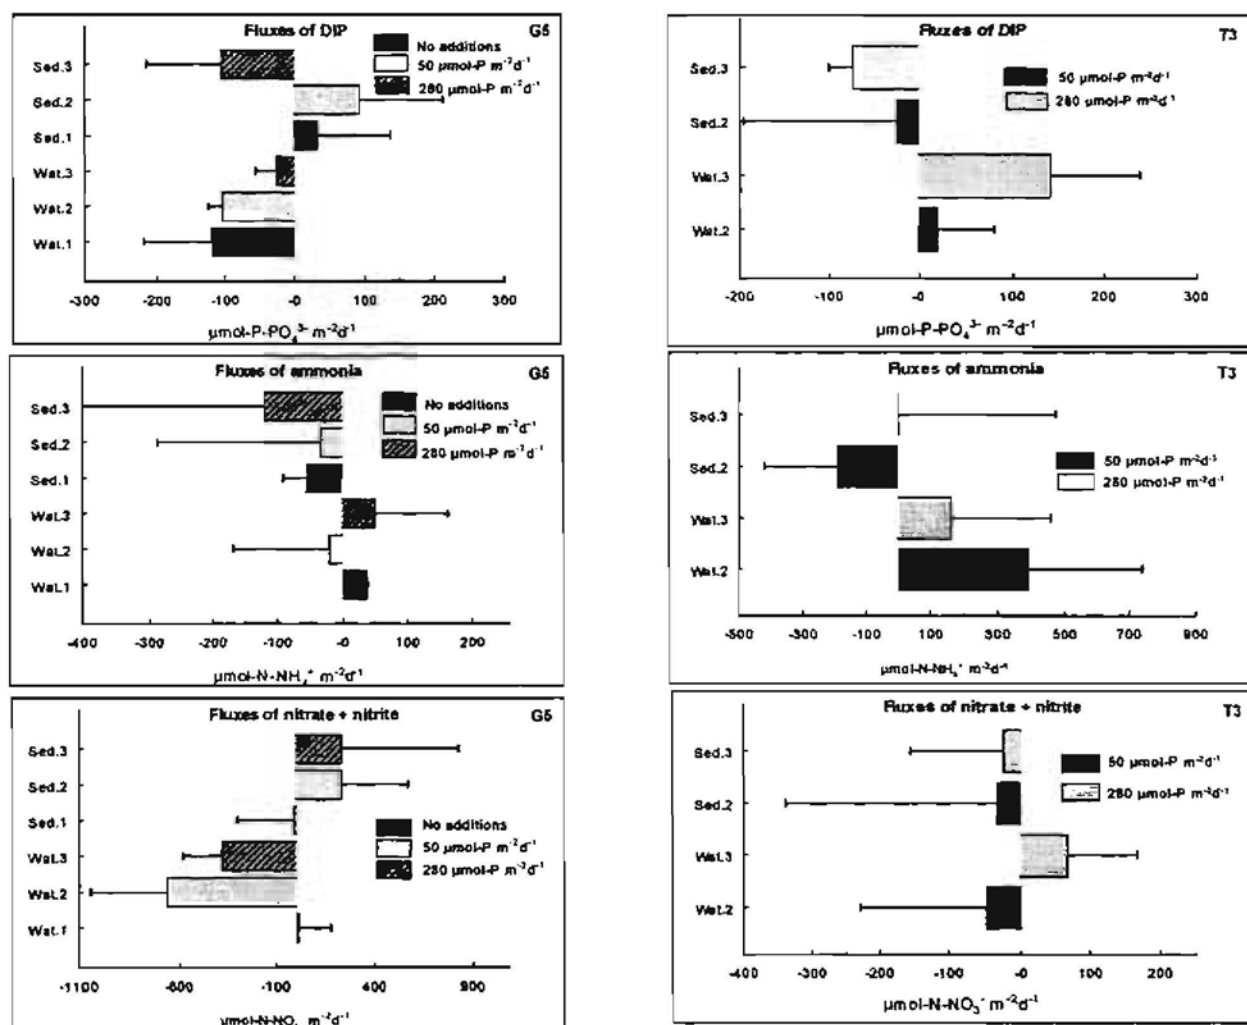 Fluxes of DIP
G5
No additions
50 μmol-P m⁻²d⁻¹
280 μmol-P m⁻²d⁻¹
Sed.3
Sed.2
Sed.1
Wat.3
Wat.2
Wat.1
-300
-100
-0
100
300
μmol-P-PO₄³⁻ m⁻²d⁻¹
Fluxes of DIP
T3
50 μmol-P m⁻²d⁻¹
280 μmol-P m⁻²d⁻¹
Sed.3
Sed.2
Wat.3
Wat.2
-200
-100
-0
100
200
300
μmol-P-PO₄³⁻ m⁻²d⁻¹
Fluxes of ammonia
G5
No additions
50 μmol-P m⁻²d⁻¹
280 μmol-P m⁻²d⁻¹
Sed.3
Sed.2
Sed.1
Wat.3
Wat.2
Wat.1
-400
-200
-100
-0
100
200
μmol-N-NH₄⁺ m⁻²d⁻¹
Fluxes of ammonia
T3
50 μmol-P m⁻²d⁻¹
280 μmol-P m⁻²d⁻¹
Sed.3
Sed.2
Wat.3
Wat.2
-500
-300
-100
100
300
500
700
900
μmol-N-NH₄⁺ m⁻²d⁻¹
Fluxes of nitrate + nitrite
G5
No additions
50 μmol-P m⁻²d⁻¹
280 μmol-P m⁻²d⁻¹
Sed.3
Sed.2
Sed.1
Wat.3
Wat.2
Wat.1
-1100
-600
-100
400
900
μmol-N-NO m⁻²d⁻¹
Fluxes of nitrate + nitrite
T3
50 μmol-P m⁻²d⁻¹
280 μmol-P m⁻²d⁻¹
Sed.3
Sed.2
Wat.3
Wat.2
-400
-300
-200
-100
-0
100
200
μmol-N-NO₃⁻ m⁻²d⁻¹